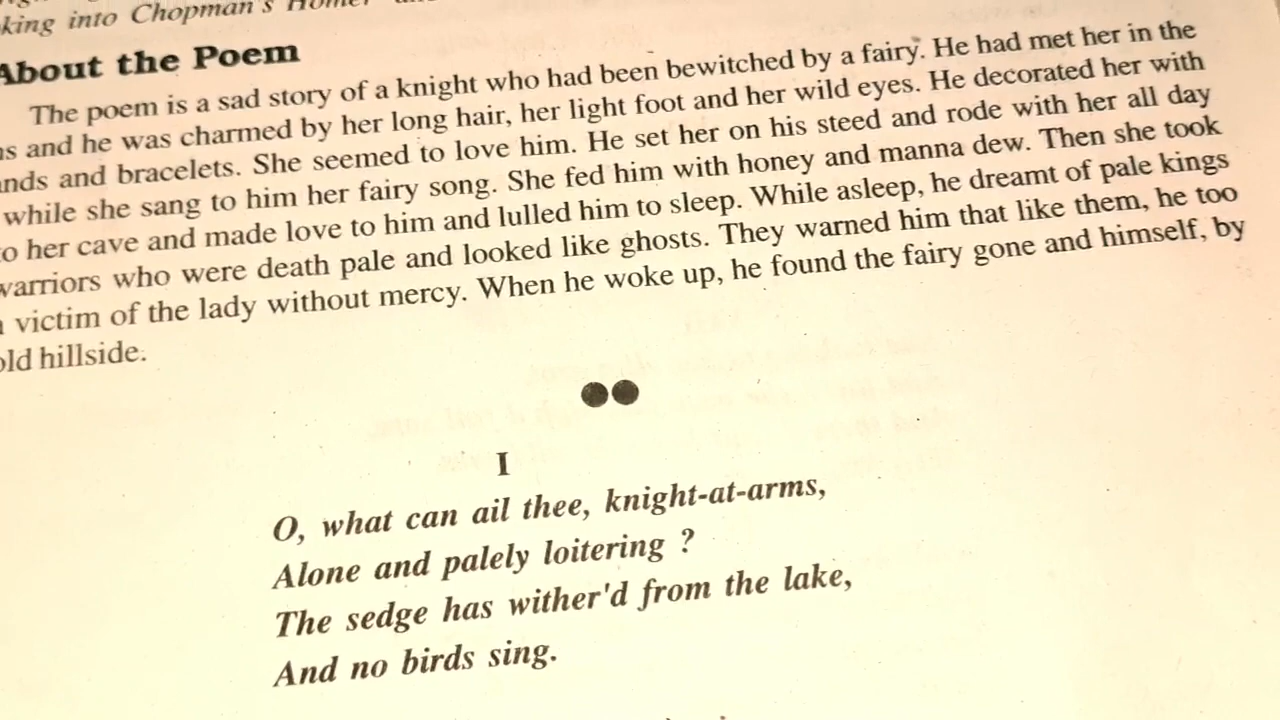 king into Chopman's Homer
About the Poem
The poem is a sad story of a knight who had been bewitched by a fairy. He had met her in the
and he was charmed by her long hair, her light foot and her wild eyes. He decorated her with
and bracelets. She seemed to love him. He set her on his steed and rode with her all day
while she sang to him her fairy song. She fed him with honey and manna dew. Then she took
her cave and made love to him and lulled him to sleep. While asleep, he dreamt of pale kings
warriors who were death pale and looked like ghosts. They warned him that like them, he too
victim of the lady without mercy. When he woke up, he found the fairy gone and himself, by
old hillside.
I
O, what can ail thee, knight-at-arms,
Alone and palely loitering ?
The sedge has wither'd from the lake,
And no birds sing.